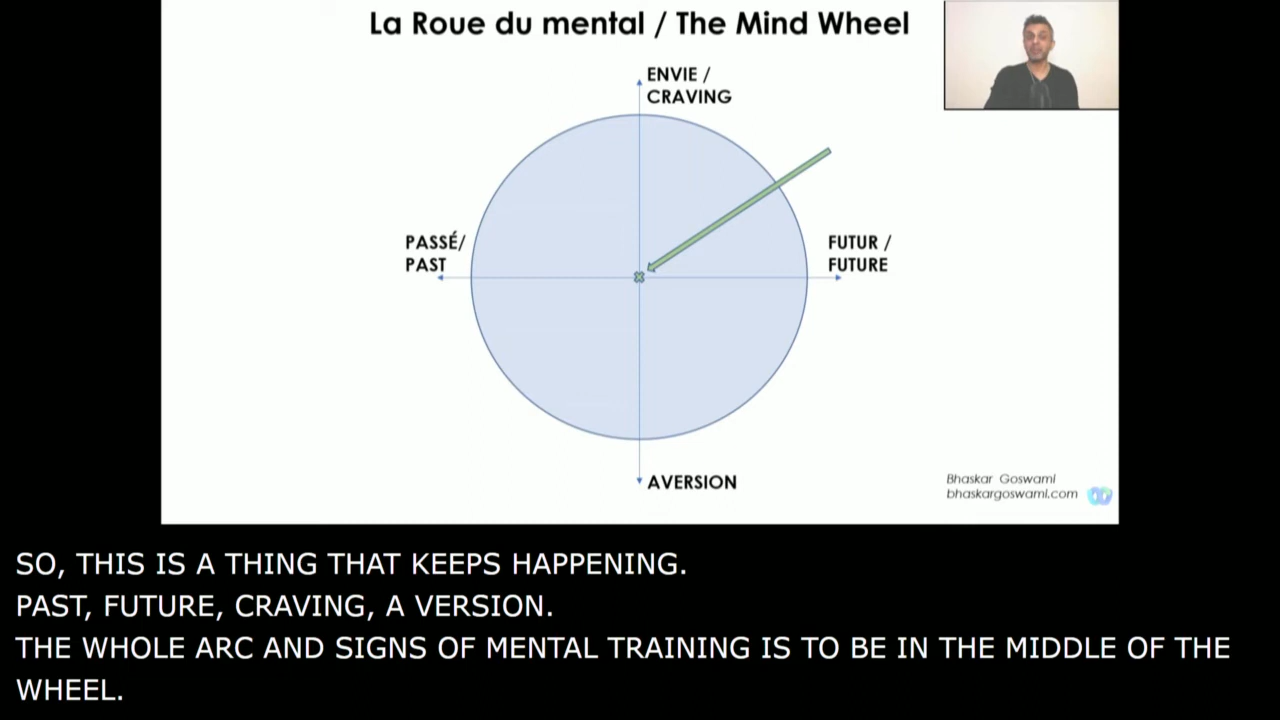 La Roue du mental / The Mind Wheel
ENVIE /
CRAVING
PASSÉ/
PAST
FUTUR /
FUTURE
AVERSION
Bhaskar Goswami
bhaskargoswami.com
SO, THIS IS A THING THAT KEEPS HAPPENING.
PAST, FUTURE, CRAVING, A VERSION.
THE WHOLE ARC AND SIGNS OF MENTAL TRAINING IS TO BE IN THE MIDDLE OF THE
WHEEL.